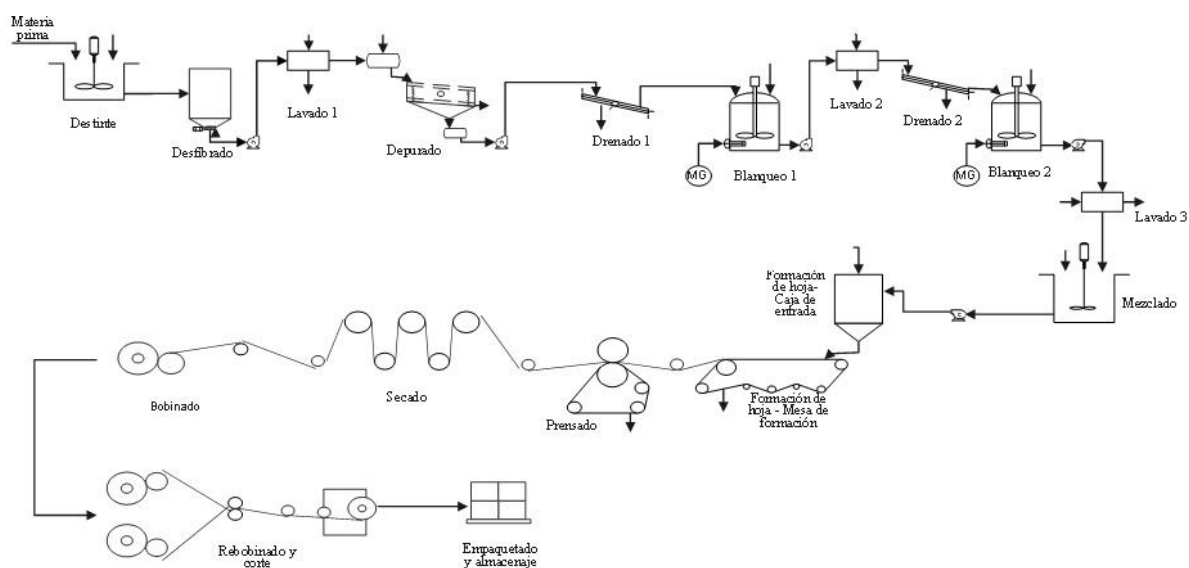 Materia
prima
Destinte
Desfibrado
Lavado 1
Depurado
Drenado 1
MG
Blanqueo 1
Lavado 2
Drenado 2
MG
Blanqueo 2
Lavado 3
Mezclado
Formación
de hoja-
Caja de
entrada
Formación de
hoja - Mesa de
formación
Prensado
Secado
Bobinado
Rebobinado y
corte
Empaquetado
y almacenaje